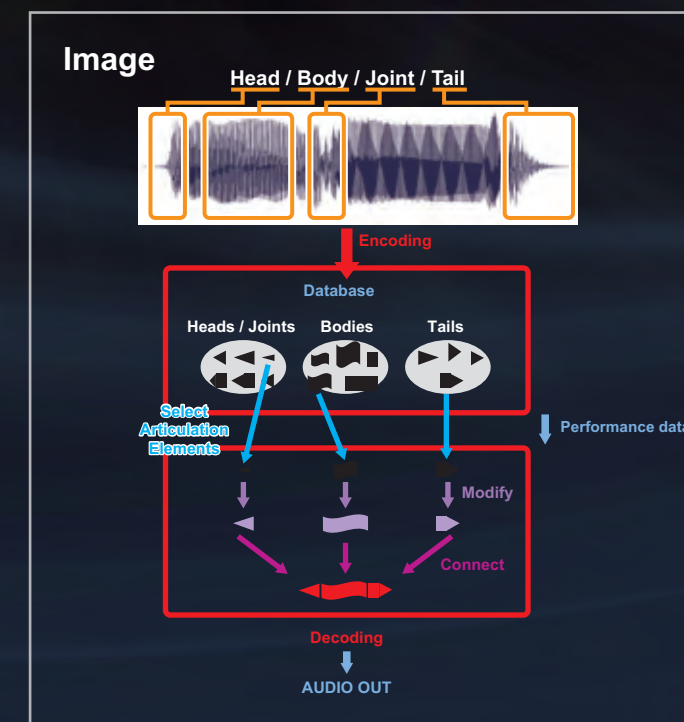 Image
Head / Body / Joint / Tail
Encoding
Database
Heads / Joints Bodies Tails
Select
Articulation
Elements
Performance data
Modify
Connect
Decoding
AUDIO OUT